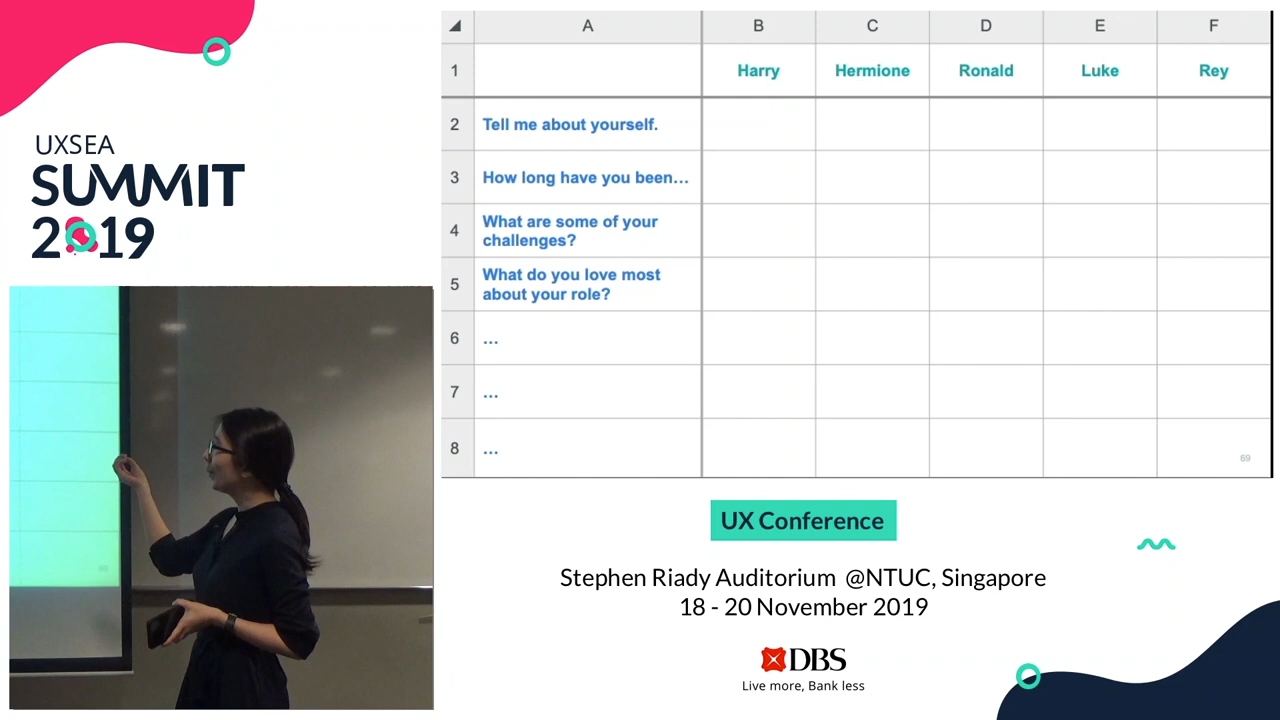 UXSEA
SUMMIT
2019
A B C D E F
1 Harry Hermione Ronald Luke Rey
2 Tell me about yourself.
3 How long have you been…
4 What are some of your
challenges?
5 What do you love most
about your role?
6 …
7 …
8 …
69
UX Conference
Stephen Riady Auditorium @NTUC, Singapore
18 - 20 November 2019
DBS
Live more, Bank less